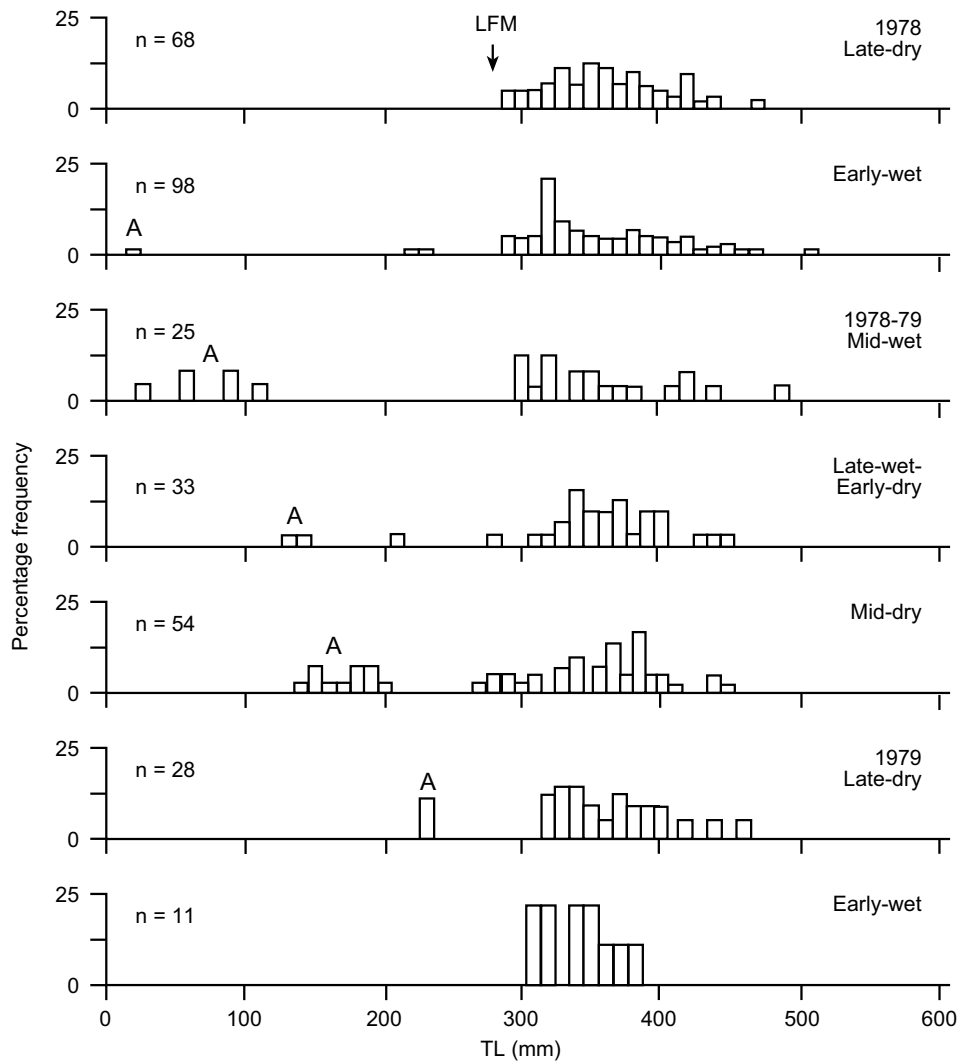 25
n = 68
LFM
1978
Late-dry
0
25
n = 98
Early-wet
A
0
25
n = 25
1978-79
Mid-wet
A
0
Percentage frequency
25
n = 33
Late-wet-
Early-dry
A
0
25
n = 54
Mid-dry
A
0
25
n = 28
1979
Late-dry
A
0
25
n = 11
Early-wet
0
0 100 200 300 400 500 600
TL (mm)